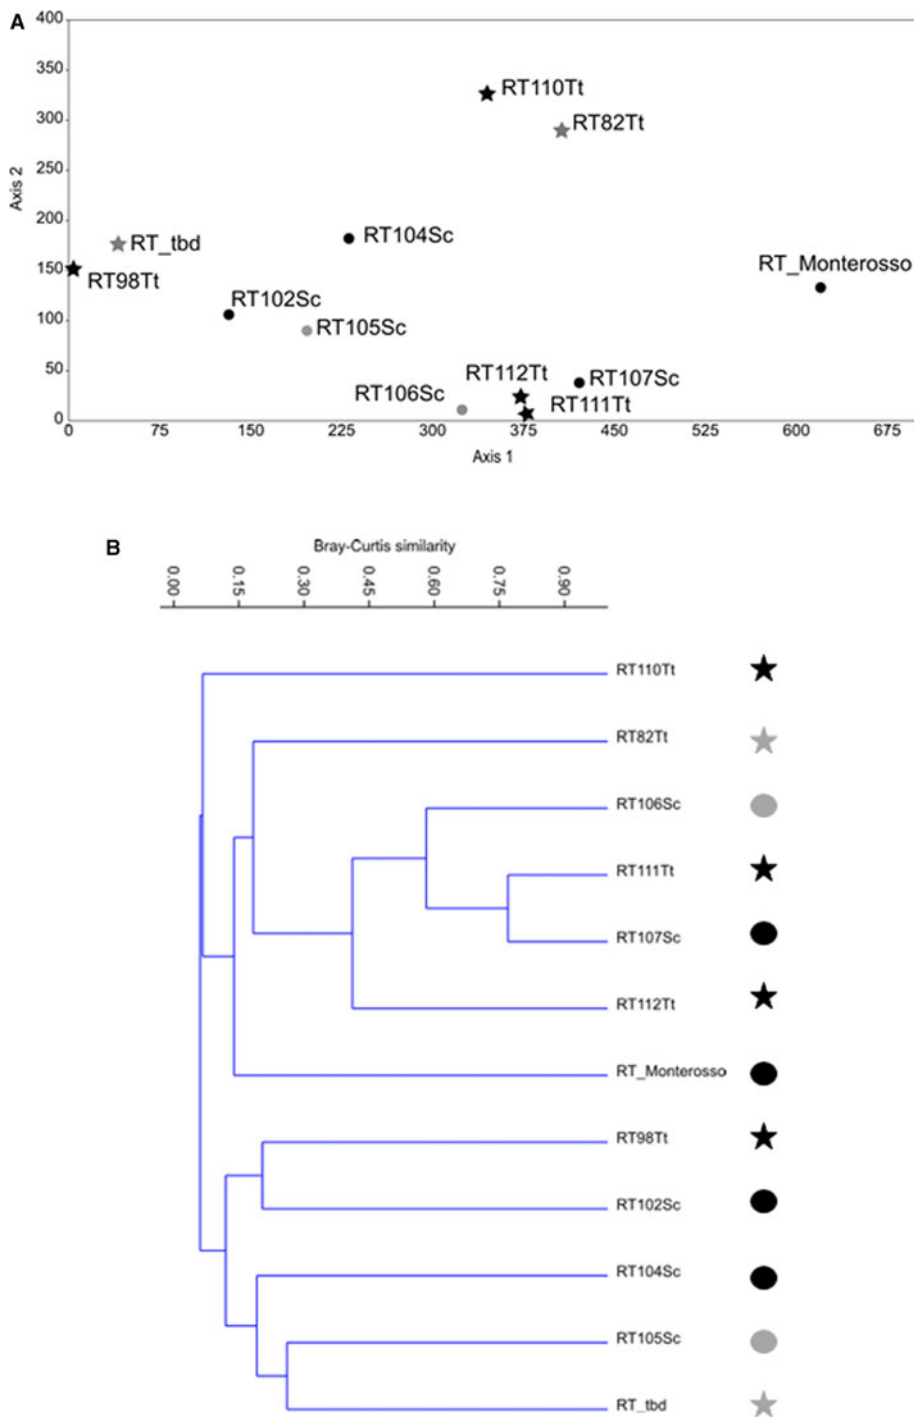 A
400
350
300
250
200
150
100
50
0
Axis 2
RT110Tt
RT82Tt
RT104Sc
RT_tbd
RT98Tt
RT_Monterosso
RT102Sc
RT105Sc
RT112Tt
RT107Sc
RT106Sc
RT111Tt
0 75 150 225 300 375 450 525 600 675
Axis 1
B
Bray-Curtis similarity
0.00 0.15 0.30 0.45 0.60 0.75 0.90
RT110Tt
RT82Tt
RT106Sc
RT111Tt
RT107Sc
RT112Tt
RT_Monterosso
RT98Tt
RT102Sc
RT104Sc
RT105Sc
RT_tbd